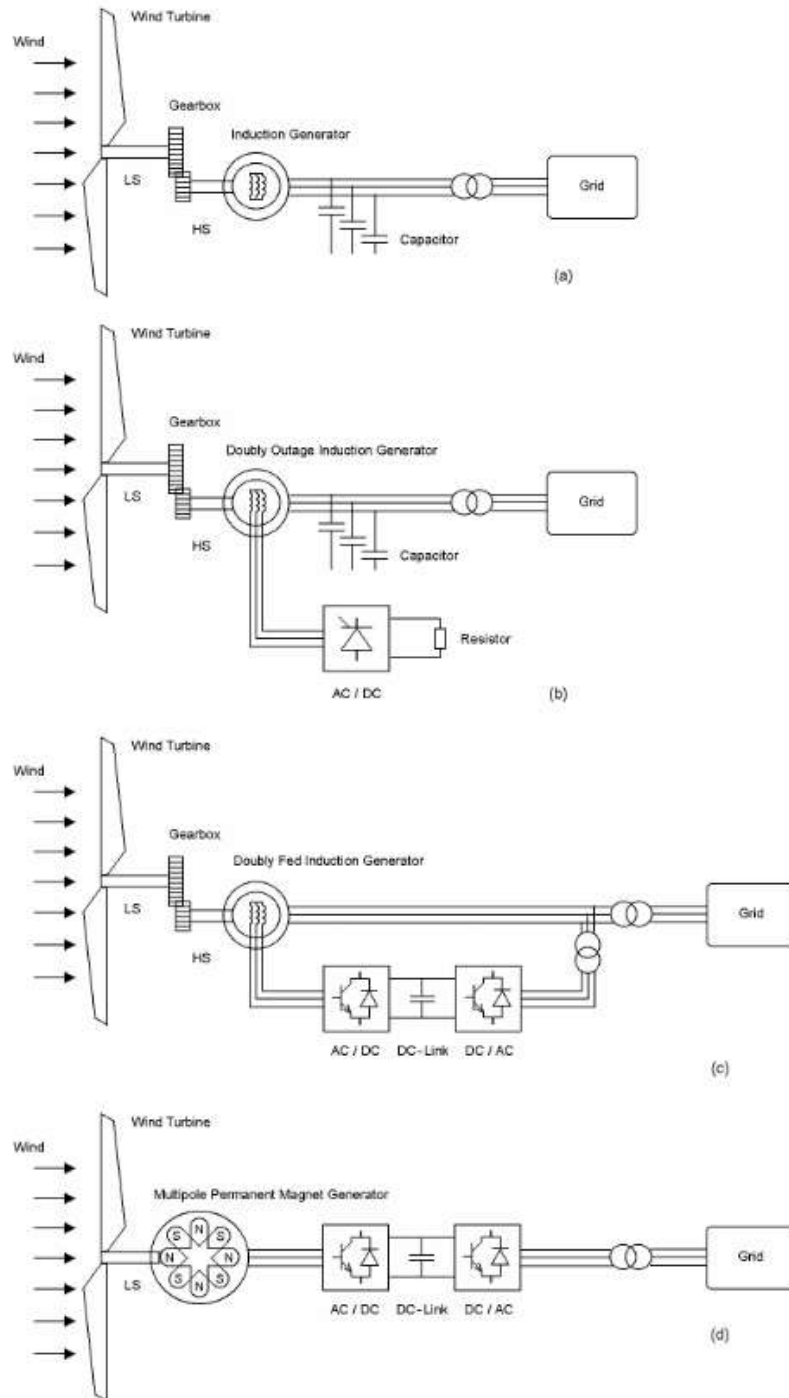 Wind Turbine
Wind
Gearbox
Induction Generator
LS
Grid
HS
Capacitor
(a)
Wind Turbine
Wind
Gearbox
Doubly Outage Induction Generator
LS
Grid
HS
Capacitor
Resistor
AC / DC
(b)
Wind Turbine
Wind
Gearbox
Doubly Fed Induction Generator
LS
Grid
HS
AC / DC DC-Link DC / AC
(c)
Wind Turbine
Wind
Multipole Permanent Magnet Generator
N
S S
N N
S S
N
LS
Grid
AC / DC DC-Link DC / AC
(d)